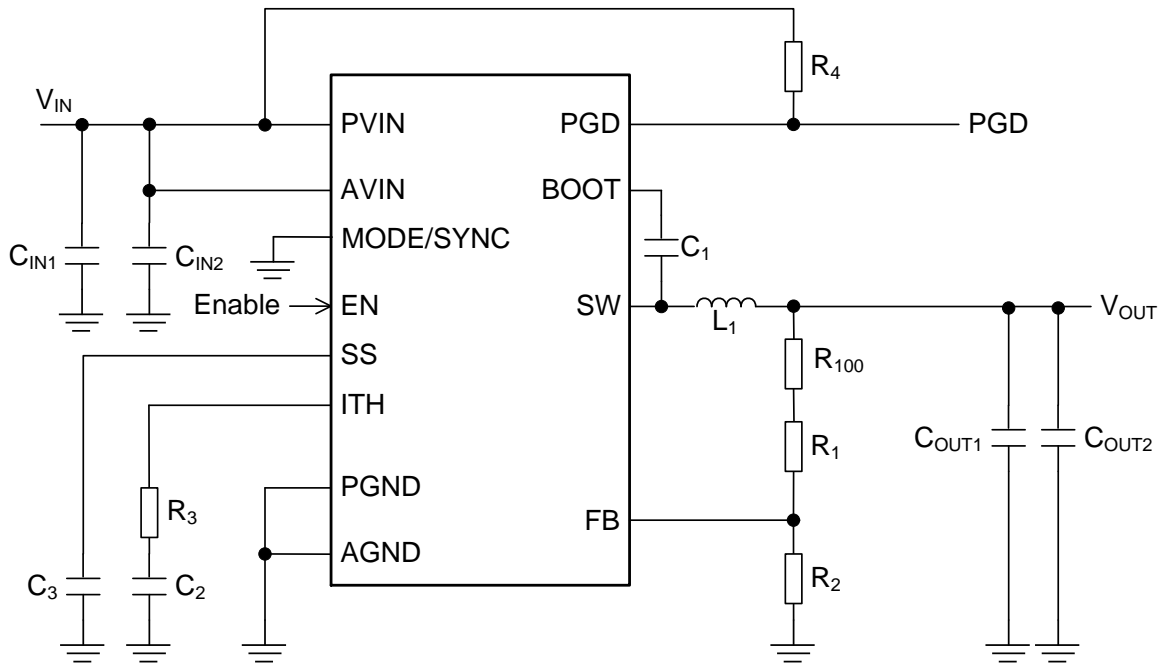 R4
VIN
PVIN
PGD
PGD
AVIN
BOOT
MODE/SYNC
CIN1
CIN2
C1
Enable
EN
SW
L1
VOUT
SS
R100
ITH
R1
COUT1
COUT2
PGND
R3
FB
AGND
C3
C2
R2